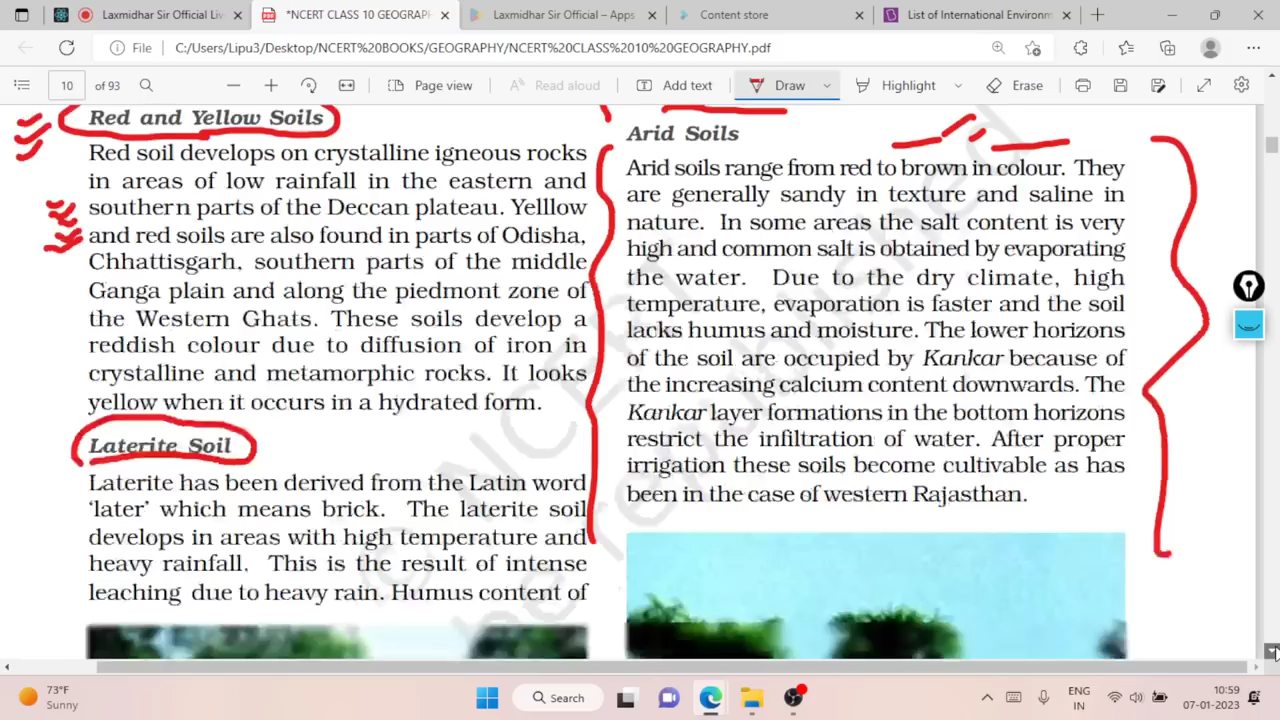 Laxmidhar Sir Official Liv
*NCERT CLASS 10 GEOGRAPH
Laxmidhar Sir Official – Apps
Content store
List of International Environm
File
C:/Users/Lipu3/Desktop/NCERT%20BOOKS/GEOGRAPHY/NCERT%20CLASS%2010%20GEOGRAPHY.pdf
10 of 93
Page view
Read aloud
Add text
Draw
Highlight
Erase
Red and Yellow Soils
Red soil develops on crystalline igneous rocks
in areas of low rainfall in the eastern and
southern parts of the Deccan plateau. Yelllow
and red soils are also found in parts of Odisha,
Chhattisgarh, southern parts of the middle
Ganga plain and along the piedmont zone of
the Western Ghats. These soils develop a
reddish colour due to diffusion of iron in
crystalline and metamorphic rocks. It looks
yellow when it occurs in a hydrated form.
Laterite Soil
Laterite has been derived from the Latin word
‘later’ which means brick. The laterite soil
develops in areas with high temperature and
heavy rainfall. This is the result of intense
leaching due to heavy rain. Humus content of
Arid Soils
Arid soils range from red to brown in colour. They
are generally sandy in texture and saline in
nature. In some areas the salt content is very
high and common salt is obtained by evaporating
the water. Due to the dry climate, high
temperature, evaporation is faster and the soil
lacks humus and moisture. The lower horizons
of the soil are occupied by Kankar because of
the increasing calcium content downwards. The
Kankar layer formations in the bottom horizons
restrict the infiltration of water. After proper
irrigation these soils become cultivable as has
been in the case of western Rajasthan.
© NCERT
be republished
73°F
Sunny
Search
ENG
IN
10:59
07-01-2023